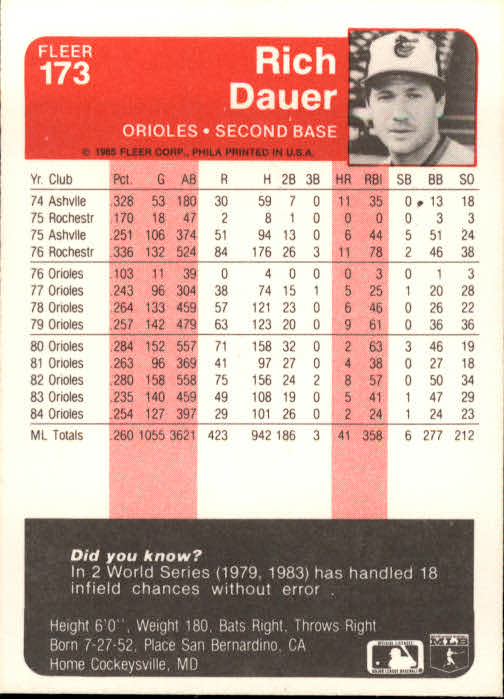 FLEER
173
Rich
Dauer
ORIOLES • SECOND BASE
© 1985 FLEER CORP., PHILA PRINTED IN U.S.A.
Yr. Club Pct. G AB R H 2B 3B HR RBI SB BB SO
74 Ashvlle .328 53 180 30 59 7 0 11 35 0 13 18
75 Rochestr .170 18 47 2 8 1 0 0 0 0 3 3
75 Ashvlle .251 106 374 51 94 13 0 6 44 5 51 24
76 Rochestr .336 132 524 84 176 26 3 11 78 2 46 38
76 Orioles .103 11 39 0 4 0 0 0 3 0 1 3
77 Orioles .243 96 304 38 74 15 1 5 25 1 20 28
78 Orioles .264 133 459 57 121 23 0 6 46 0 26 22
79 Orioles .257 142 479 63 123 20 0 9 61 0 36 36
80 Orioles .284 152 557 71 158 32 0 2 63 3 46 19
81 Orioles .263 96 369 41 97 27 0 4 38 0 27 18
82 Orioles .280 158 558 75 156 24 2 8 57 0 50 34
83 Orioles .235 140 459 49 108 19 0 5 41 1 47 29
84 Orioles .254 127 397 29 101 26 0 2 24 1 24 23
ML Totals .260 1055 3621 423 942 186 3 41 358 6 277 212
Did you know?
In 2 World Series (1979, 1983) has handled 18
infield chances without error .
Height 6'0'', Weight 180, Bats Right, Throws Right
Born 7-27-52, Place San Bernardino, CA
Home Cockeysville, MD
MAJOR LEAGUE BASEBALL